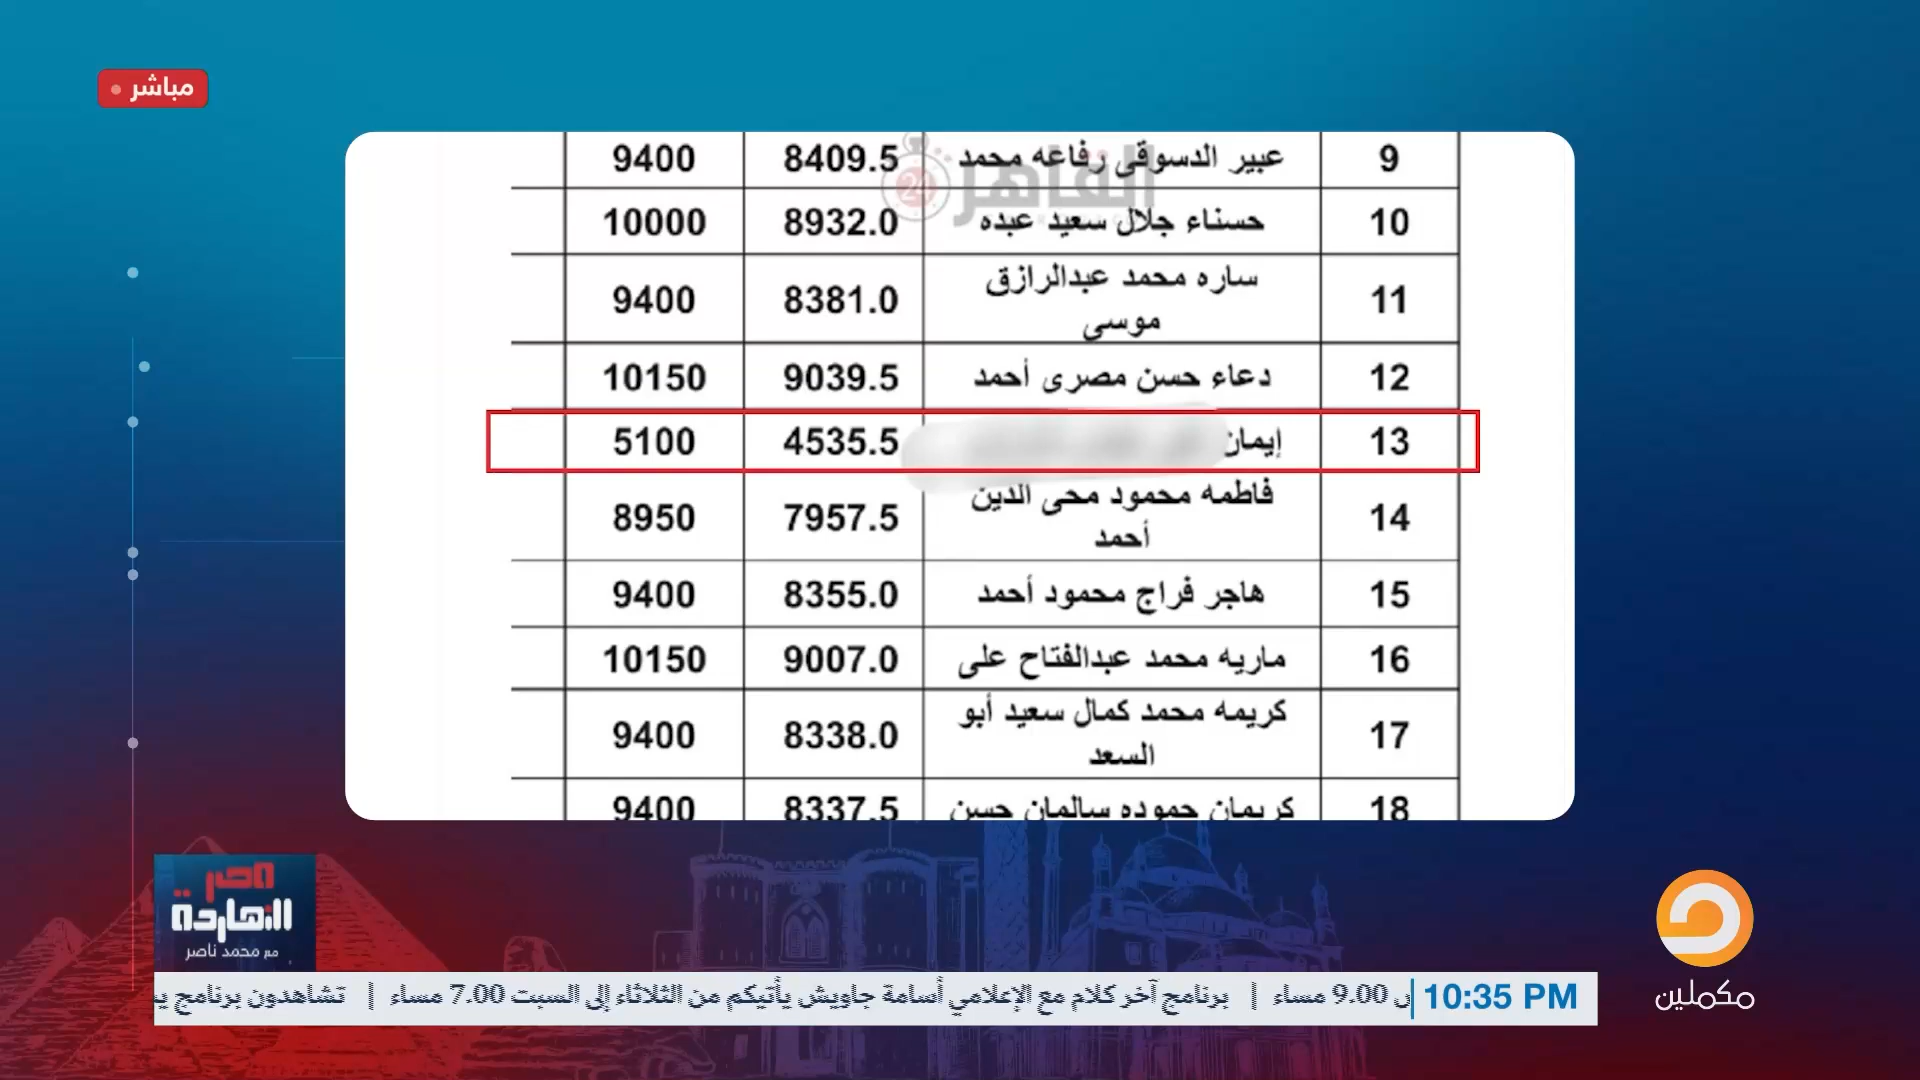 مباشر
9 عبير الدسوقى رفاعه محمد 8409.5 9400
القاهرة 24
10 حسناء جلال سعيد عبده 8932.0 10000
11 ساره محمد عبدالرازق موسى 8381.0 9400
12 دعاء حسن مصرى أحمد 9039.5 10150
13 إيمان 4535.5 5100
14 فاطمه محمود محى الدين أحمد 7957.5 8950
15 هاجر فراج محمود أحمد 8355.0 9400
16 ماريه محمد عبدالفتاح على 9007.0 10150
17 كريمه محمد كمال سعيد أبو السعد 8338.0 9400
18 كريمان حموده سالمان حسن 8337.5 9400
مصر
النهاردة
مع محمد ناصر
مكملين
10:35 PM
9.00 مساء | برنامج آخر كلام مع الإعلامي أسامة جاويش يأتيكم من الثلاثاء إلى السبت 7.00 مساء | تشاهدون برنامج